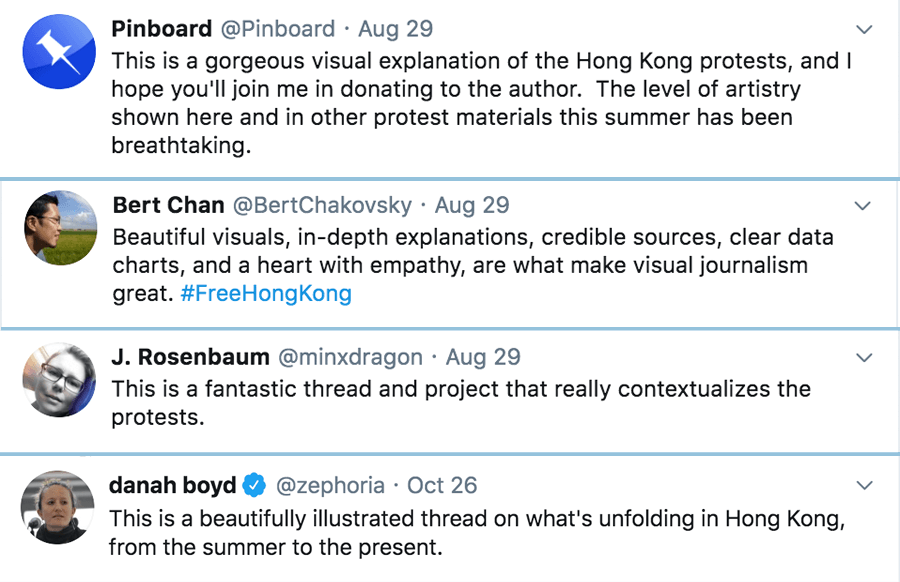 Pinboard @Pinboard · Aug 29
This is a gorgeous visual explanation of the Hong Kong protests, and I
hope you'll join me in donating to the author.  The level of artistry
shown here and in other protest materials this summer has been
breathtaking.
Bert Chan @BertChakovsky · Aug 29
Beautiful visuals, in-depth explanations, credible sources, clear data
charts, and a heart with empathy, are what make visual journalism
great. #FreeHongKong
J. Rosenbaum @minxdragon · Aug 29
This is a fantastic thread and project that really contextualizes the
protests.
danah boyd @zephoria · Oct 26
This is a beautifully illustrated thread on what's unfolding in Hong Kong,
from the summer to the present.